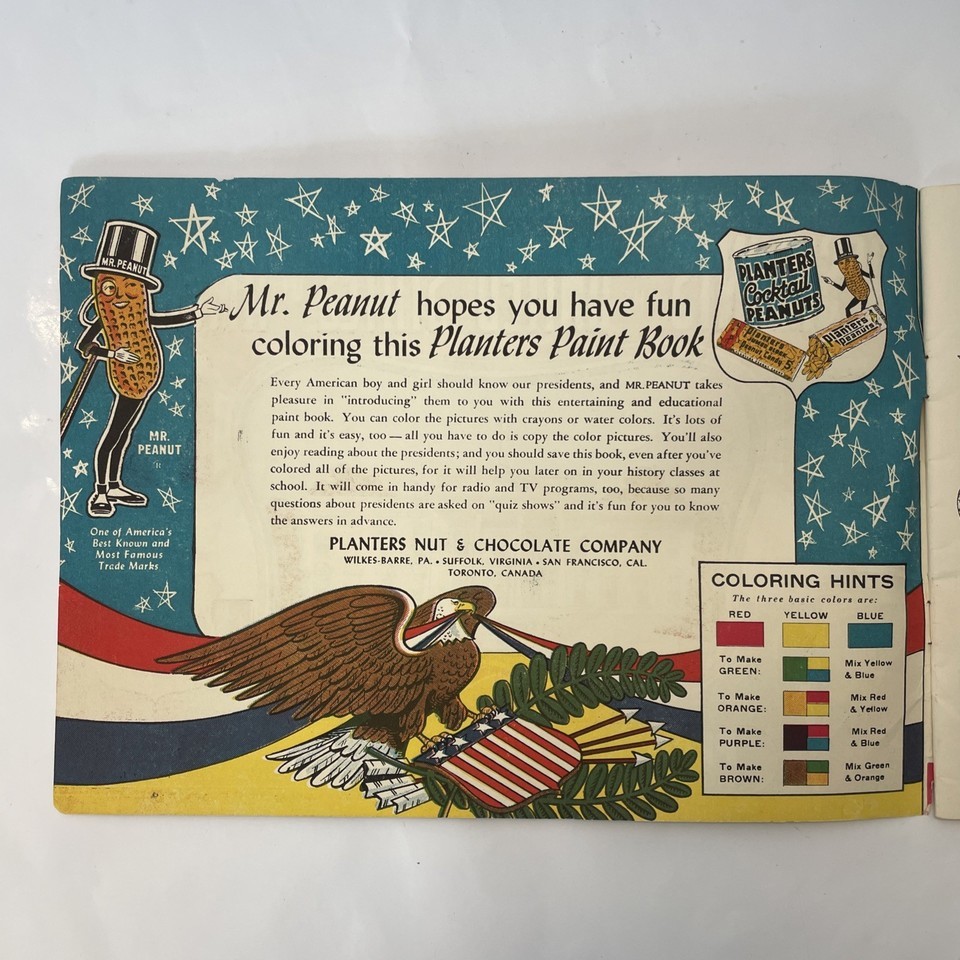 MR. PEANUT
Mr. Peanut hopes you have fun
coloring this Planters Paint Book
PLANTERS
Cocktail
PEANUTS
Planters
Peanuts
Planters
Peanut Candy 5¢
Every American boy and girl should know our presidents, and MR. PEANUT takes
pleasure in "introducing" them to you with this entertaining and educational
paint book. You can color the pictures with crayons or water colors. It's lots of
fun and it's easy, too — all you have to do is copy the color pictures. You'll also
enjoy reading about the presidents; and you should save this book, even after you've
colored all of the pictures, for it will help you later on in your history classes at
school. It will come in handy for radio and TV programs, too, because so many
questions about presidents are asked on "quiz shows" and it's fun for you to know
the answers in advance.
PLANTERS NUT & CHOCOLATE COMPANY
WILKES-BARRE, PA. • SUFFOLK, VIRGINIA • SAN FRANCISCO, CAL.
TORONTO, CANADA
MR.
PEANUT
One of America's
Best Known and
Most Famous
Trade Marks
COLORING HINTS
The three basic colors are:
RED YELLOW BLUE
To Make
GREEN:
Mix Yellow
& Blue
To Make
ORANGE:
Mix Red
& Yellow
To Make
PURPLE:
Mix Red
& Blue
To Make
BROWN:
Mix Green
& Orange